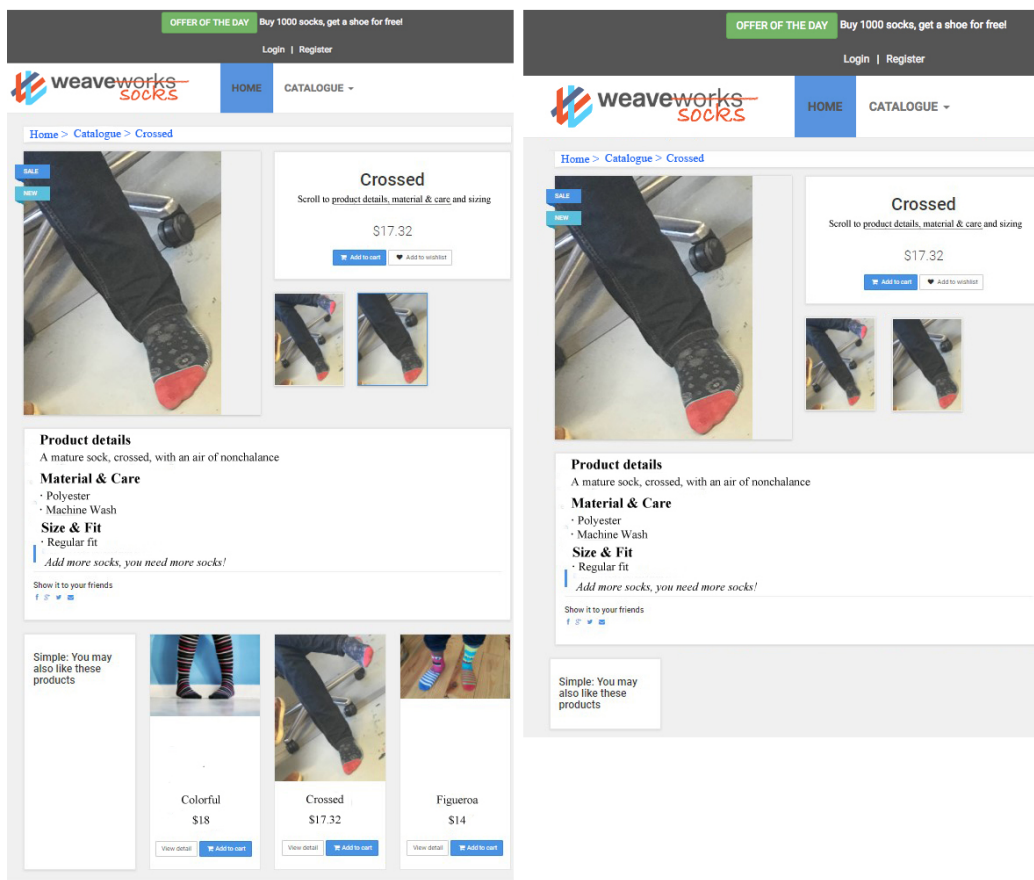 OFFER OF THE DAY Buy 1000 socks, get a shoe for free!
Login | Register
weaveworks
socks
HOME CATALOGUE
Home > Catalogue > Crossed
SALE
NEW
Crossed
Scroll to product details, material & care and sizing
$17.32
Add to cart Add to wishlist
Product details
A mature sock, crossed, with an air of nonchalance
Material & Care
· Polyester
· Machine Wash
Size & Fit
· Regular fit
Add more socks, you need more socks!
Show it to your friends
Simple: You may
also like these
products
Colorful
$18
View detail Add to cart
Crossed
$17.32
View detail Add to cart
Figueroa
$14
View detail Add to cart
OFFER OF THE DAY Buy 1000 socks, get a shoe for free!
Login | Register
weaveworks
socks
HOME CATALOGUE
Home > Catalogue > Crossed
SALE
NEW
Crossed
Scroll to product details, material & care and sizing
$17.32
Add to cart Add to wishlist
Product details
A mature sock, crossed, with an air of nonchalance
Material & Care
· Polyester
· Machine Wash
Size & Fit
· Regular fit
Add more socks, you need more socks!
Show it to your friends
Simple: You may
also like these
products